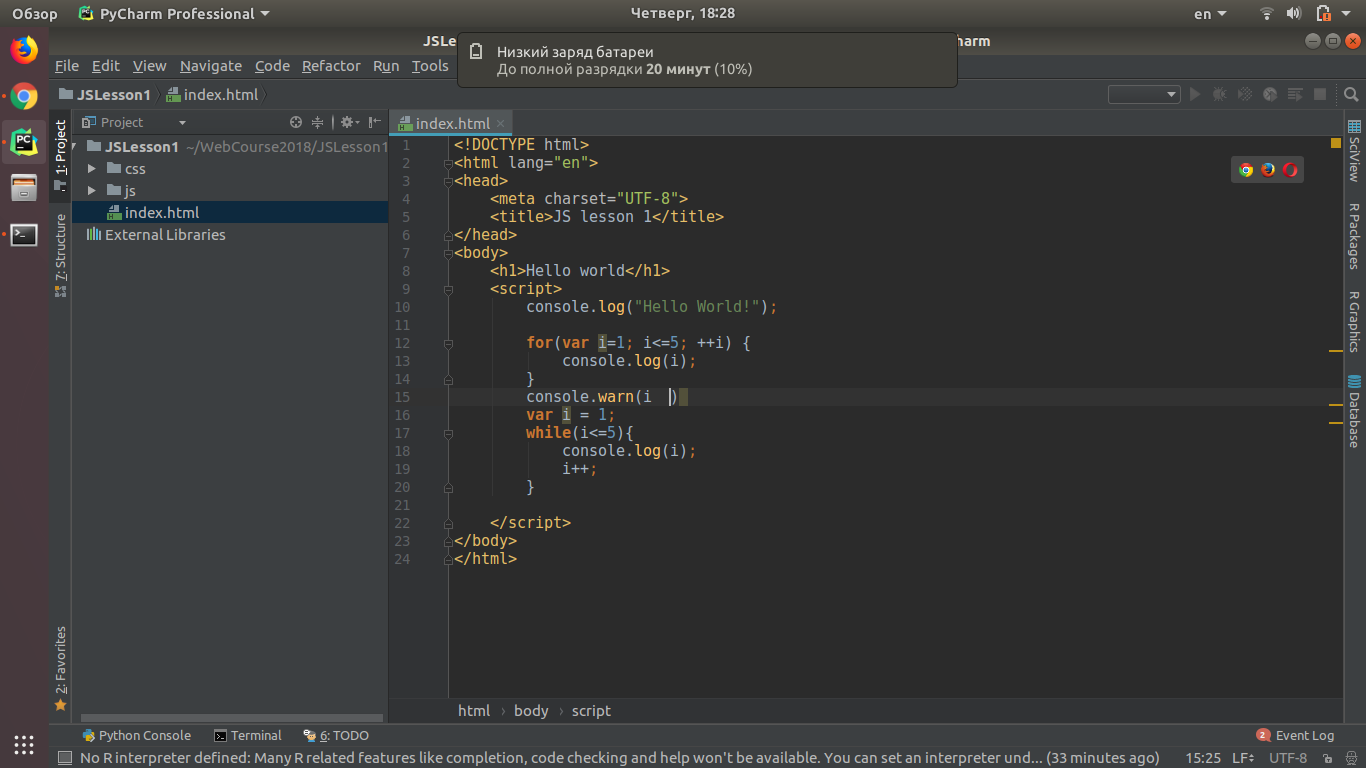 Обзор PyCharm Professional Четверг, 18:28 en
JSLe harm
Низкий заряд батареи
До полной разрядки 20 минут (10%)
File Edit View Navigate Code Refactor Run Tools
JSLesson1 index.html
1: Project
7: Structure
2: Favorites
Project
JSLesson1 ~/WebCourse2018/JSLesson1
css
js
index.html
External Libraries
index.html
1 <!DOCTYPE html>
2 <html lang="en">
3 <head>
4 <meta charset="UTF-8">
5 <title>JS lesson 1</title>
6 </head>
7 <body>
8 <h1>Hello world</h1>
9 <script>
10 console.log("Hello World!");
11
12 for(var i=1; i<=5; ++i) {
13 console.log(i);
14 }
15 console.warn(i  )
16 var i = 1;
17 while(i<=5){
18 console.log(i);
19 i++;
20 }
21
22 </script>
23 </body>
24 </html>
SciView
R Packages
R Graphics
Database
html › body › script
Python Console Terminal 6: TODO 2 Event Log
No R interpreter defined: Many R related features like completion, code checking and help won't be available. You can set an interpreter und... (33 minutes ago) 15:25 LF UTF-8